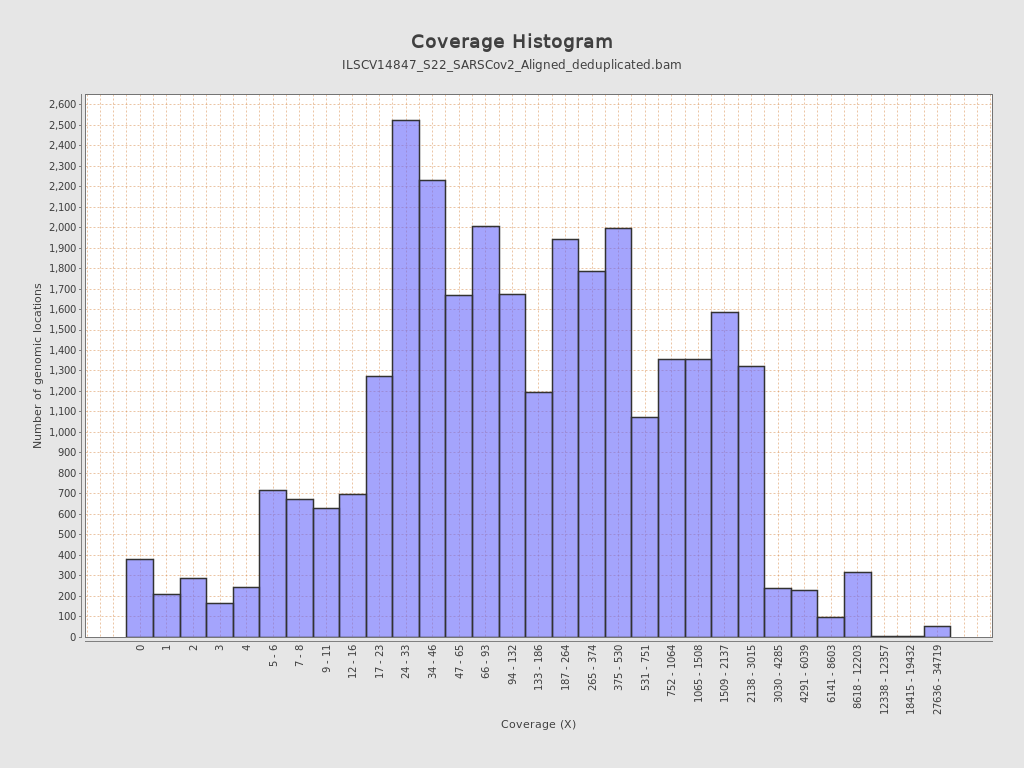 Coverage Histogram
ILSCV14847_S22_SARSCov2_Aligned_deduplicated.bam
Number of genomic locations
2,600
2,500
2,400
2,300
2,200
2,100
2,000
1,900
1,800
1,700
1,600
1,500
1,400
1,300
1,200
1,100
1,000
900
800
700
600
500
400
300
200
100
0
0
1
2
3
4
5 - 6
7 - 8
9 - 11
12 - 16
17 - 23
24 - 33
34 - 46
47 - 65
66 - 93
94 - 132
133 - 186
187 - 264
265 - 374
375 - 530
531 - 751
752 - 1064
1065 - 1508
1509 - 2137
2138 - 3015
3030 - 4285
4291 - 6039
6141 - 8603
8618 - 12203
12338 - 12357
18415 - 19432
27636 - 34719
Coverage (X)